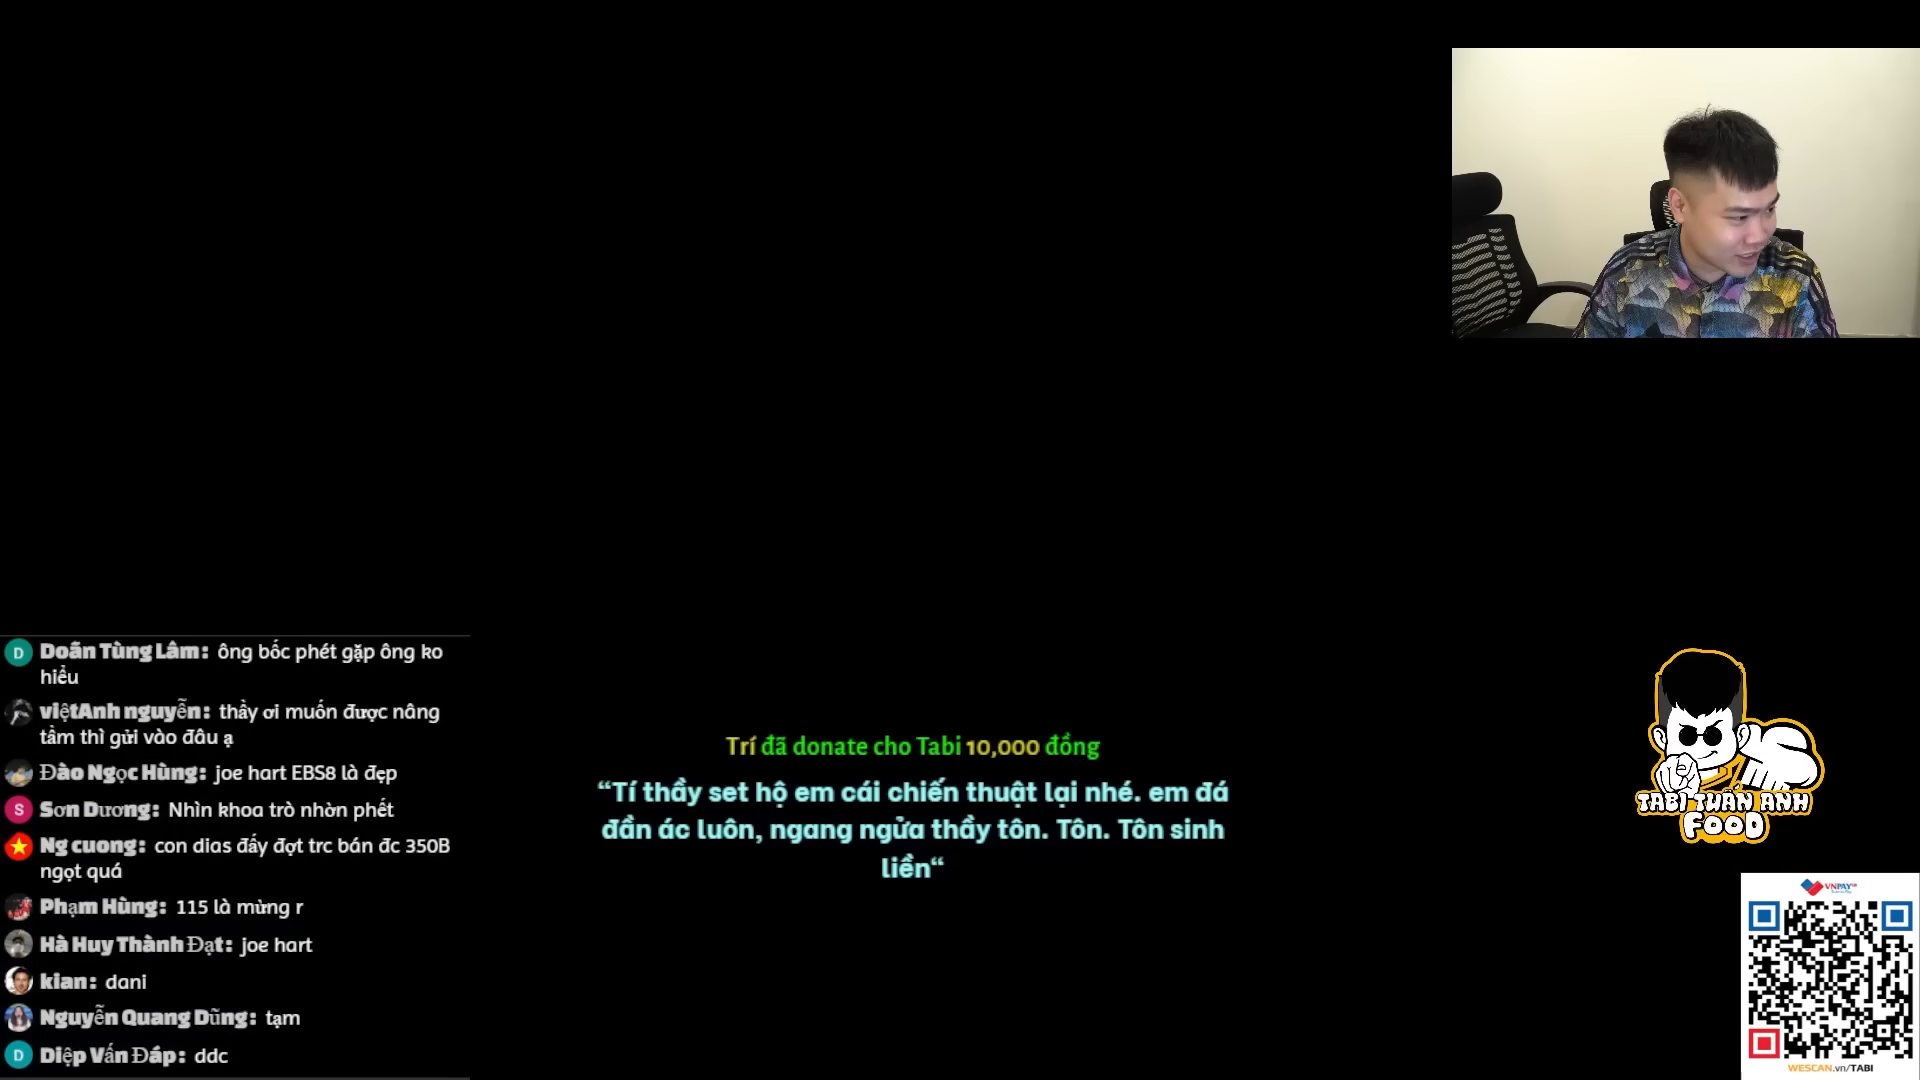 Doãn Tùng Lâm: ông bốc phét gặp ông ko
hiểu
việtAnh nguyễn: thầy ơi muốn được nâng
tầm thì gửi vào đâu ạ
Đào Ngọc Hùng: joe hart EBS8 là đẹp
S Sơn Dương: Nhìn khoa trò nhờn phết
Ng cuong: con dias đấy đợt trc bán đc 350B
ngọt quá
Phạm Hùng: 115 là mừng r
Hà Huy Thành Đạt: joe hart
kian: dani
Nguyễn Quang Dũng: tạm
D Diệp Vấn Đáp: ddc
Trí đã donate cho Tabi 10,000 đồng
“Tí thầy set hộ em cái chiến thuật lại nhé. em đá
đần ác luôn, ngang ngửa thầy tôn. Tôn. Tôn sinh
liền“
TABI TUẤN ANH
FOOD
VNPAY
WESCAN.vn/TABI